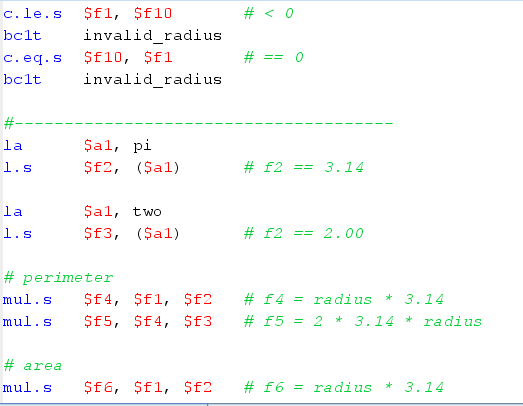 c.le.s $f1, $f10 # < 0
bc1t invalid_radius
c.eq.s $f10, $f1 # == 0
bc1t invalid_radius
#--------------------------------------
la $a1, pi
l.s $f2, ($a1) # f2 == 3.14
la $a1, two
l.s $f3, ($a1) # f2 == 2.00
# perimeter
mul.s $f4, $f1, $f2 # f4 = radius * 3.14
mul.s $f5, $f4, $f3 # f5 = 2 * 3.14 * radius
# area
mul.s $f6, $f1, $f2 # f6 = radius * 3.14